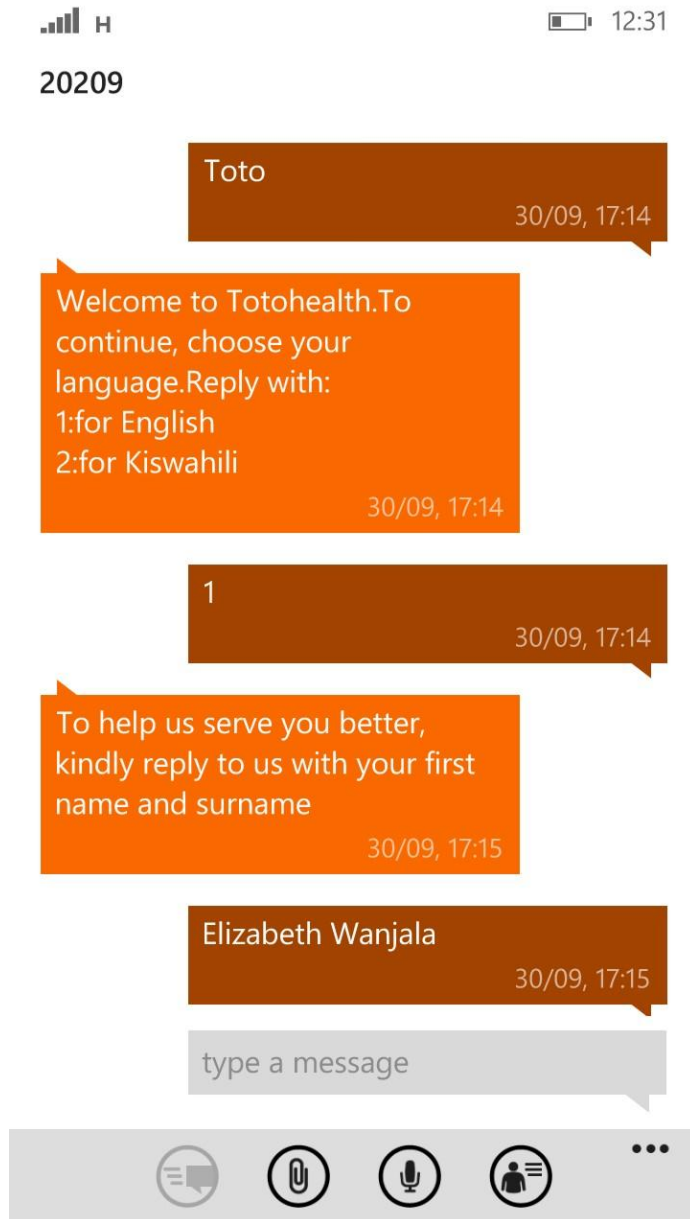 H 12:31
20209
Toto
30/09, 17:14
Welcome to Totohealth.To
continue, choose your
language.Reply with:
1:for English
2:for Kiswahili
30/09, 17:14
1
30/09, 17:14
To help us serve you better,
kindly reply to us with your first
name and surname
30/09, 17:15
Elizabeth Wanjala
30/09, 17:15
type a message